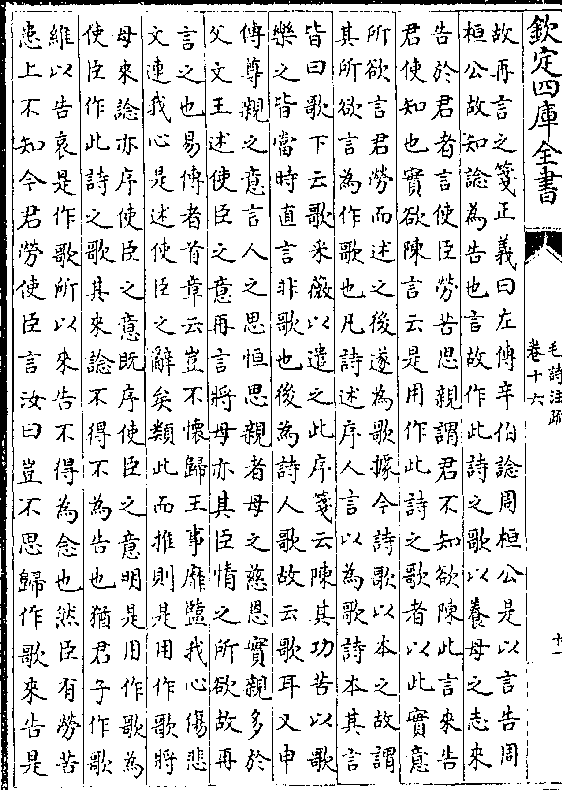 欽定四庫全書
毛詩注疏
卷十六
十一
故再言之箋正義曰左傳辛伯諗周桓公是以言告周
桓公故知諗為告也言故作此詩之歌以養母之志來
告於君者言使臣勞苦思親謂君不知欲陳此言來告
君使知也實欲陳言云是用作此詩之歌者以此實意
所欲言君勞而述之後遂為歌據今詩歌以本之故謂
其所欲言為作歌也凡詩述序人言以為歌詩本其言
皆曰歌下云歌采薇以遣之此序箋云陳其功苦以歌
樂之皆當時直言非歌也後為詩人歌故云歌耳又申
傳尊親之意言人之思恒思親者母之慈恩實親多於
父文王述使臣之意再言將母亦其臣情之所欲故再
言之也易傳者首章云豈不懷歸王事靡盬我心傷悲
文連我心是述使臣之辭矣類此而推則是用作歌將
母來諗亦序使臣之意既序使臣之意明是用作歌為
使臣作此詩之歌其來諗不得不為告也猶君子作歌
維以告哀是作歌所以來告不得為念也然臣有勞苦
患上不知今君勞使臣言汝曰豈不思歸作歌來告是